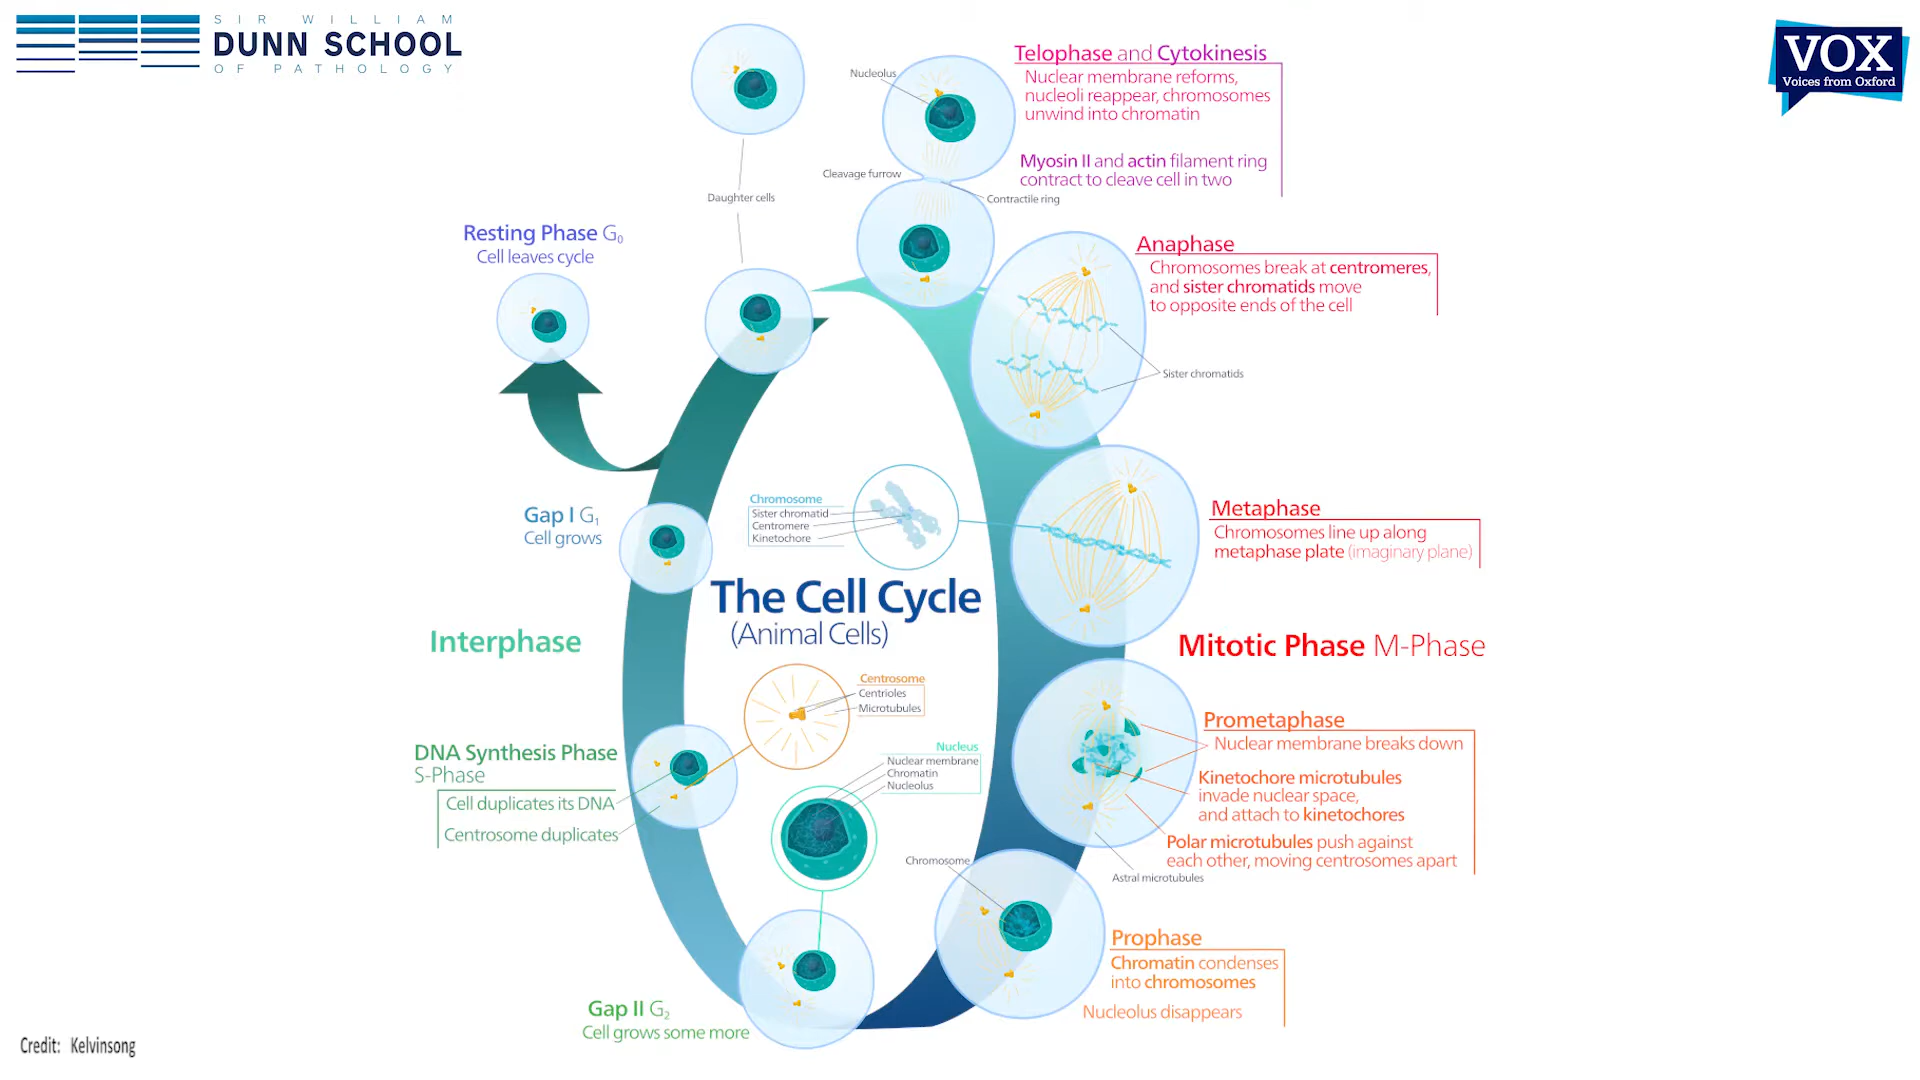 SIR WILLIAM
DUNN SCHOOL
OF PATHOLOGY
VOX
Voices from Oxford
Telophase and Cytokinesis
Nuclear membrane reforms,
nucleoli reappear, chromosomes
unwind into chromatin
Myosin II and actin filament ring
contract to cleave cell in two
Nucleolus
Cleavage furrow
Contractile ring
Daughter cells
Resting Phase G₀
Cell leaves cycle
Anaphase
Chromosomes break at centromeres,
and sister chromatids move
to opposite ends of the cell
Sister chromatids
Gap I G₁
Cell grows
Chromosome
Sister chromatid
Centromere
Kinetochore
Metaphase
Chromosomes line up along
metaphase plate (imaginary plane)
The Cell Cycle
(Animal Cells)
Interphase
Mitotic Phase M-Phase
Centrosome
Centrioles
Microtubules
DNA Synthesis Phase
S-Phase
Cell duplicates its DNA
Centrosome duplicates
Nucleus
Nuclear membrane
Chromatin
Nucleolus
Prometaphase
Nuclear membrane breaks down
Kinetochore microtubules
invade nuclear space,
and attach to kinetochores
Polar microtubules push against
each other, moving centrosomes apart
Astral microtubules
Chromosome
Prophase
Chromatin condenses
into chromosomes
Nucleolus disappears
Gap II G₂
Cell grows some more
Credit: Kelvinsong